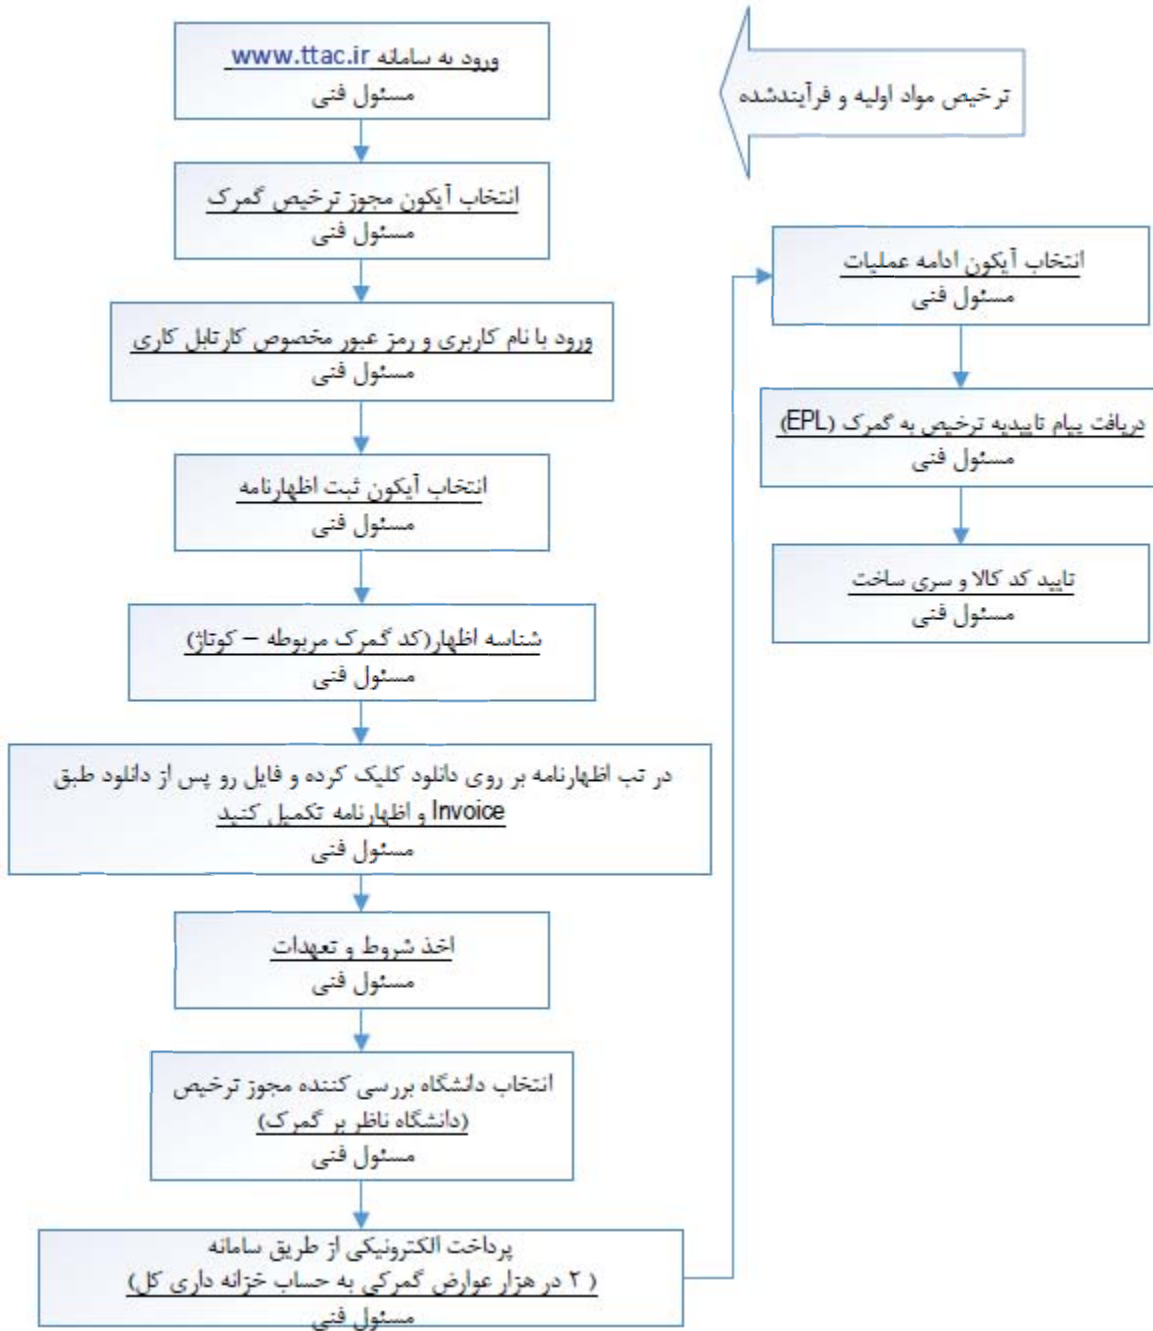 ترخیص مواد اولیه و فرآیندشده
ورود به سامانه www.ttac.ir
مسئول فنی
انتخاب آیکون مجوز ترخیص گمرک
مسئول فنی
ورود با نام کاربری و رمز عبور مخصوص کارتابل کاری
مسئول فنی
انتخاب آیکون ثبت اظهارنامه
مسئول فنی
شناسه اظهار(کد گمرک مربوطه – کوتاژ)
مسئول فنی
در تب اظهارنامه بر روی دانلود کلیک کرده و فایل رو پس از دانلود طبق
Invoice و اظهارنامه تکمیل کنید
مسئول فنی
اخذ شروط و تعهدات
مسئول فنی
انتخاب دانشگاه بررسی کننده مجوز ترخیص
(دانشگاه ناظر بر گمرک)
مسئول فنی
پرداخت الکترونیکی از طریق سامانه
( ۲ در هزار عوارض گمرکی به حساب خزانه داری کل)
مسئول فنی
انتخاب آیکون ادامه عملیات
مسئول فنی
دریافت پیام تاییدیه ترخیص به گمرک (EPL)
مسئول فنی
تایید کد کالا و سری ساخت
مسئول فنی